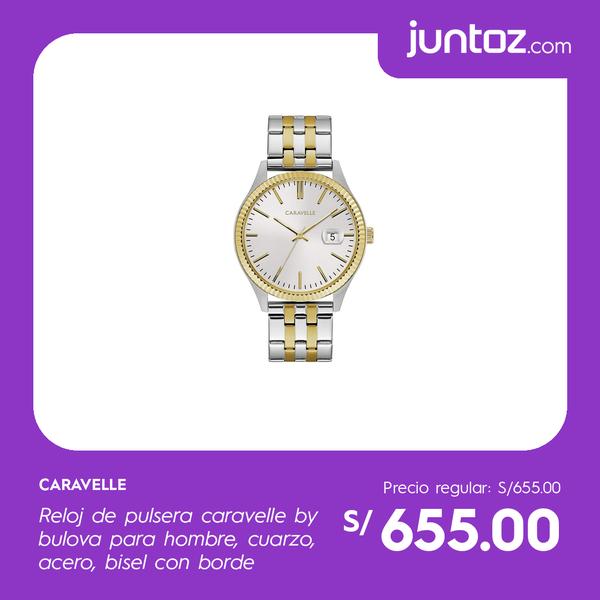 juntoz.com
CARAVELLE
5
CARAVELLE
Precio regular: S/655.00
Reloj de pulsera caravelle by
bulova para hombre, cuarzo,
acero, bisel con borde
S/ 655.00